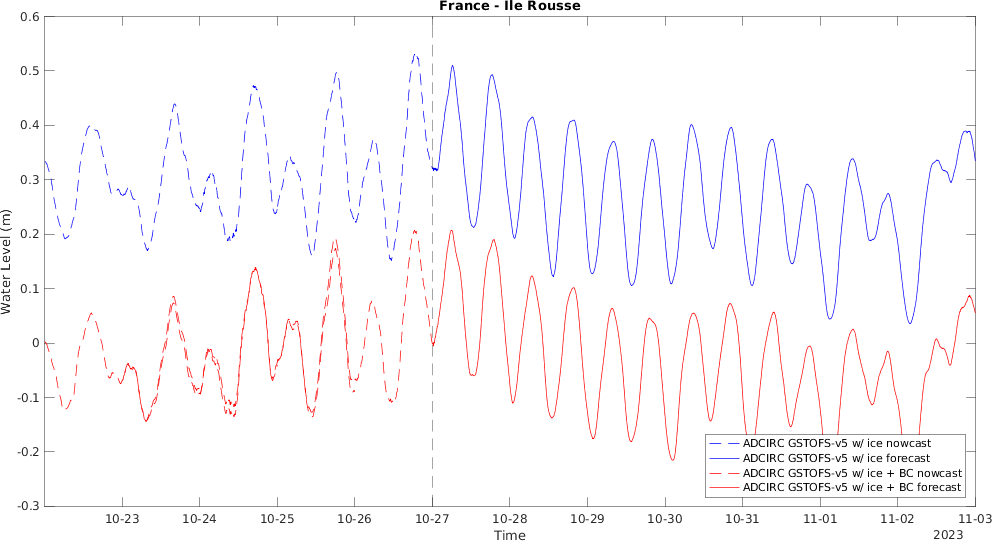 France - Ile Rousse
Water Level (m)
0.6
0.5
0.4
0.3
0.2
0.1
0
-0.1
-0.2
-0.3
ADCIRC GSTOFS-v5 w/ ice nowcast
ADCIRC GSTOFS-v5 w/ ice forecast
ADCIRC GSTOFS-v5 w/ ice + BC nowcast
ADCIRC GSTOFS-v5 w/ ice + BC forecast
10-23 10-24 10-25 10-26 10-27 10-28 10-29 10-30 10-31 11-01 11-02 11-03
Time
2023